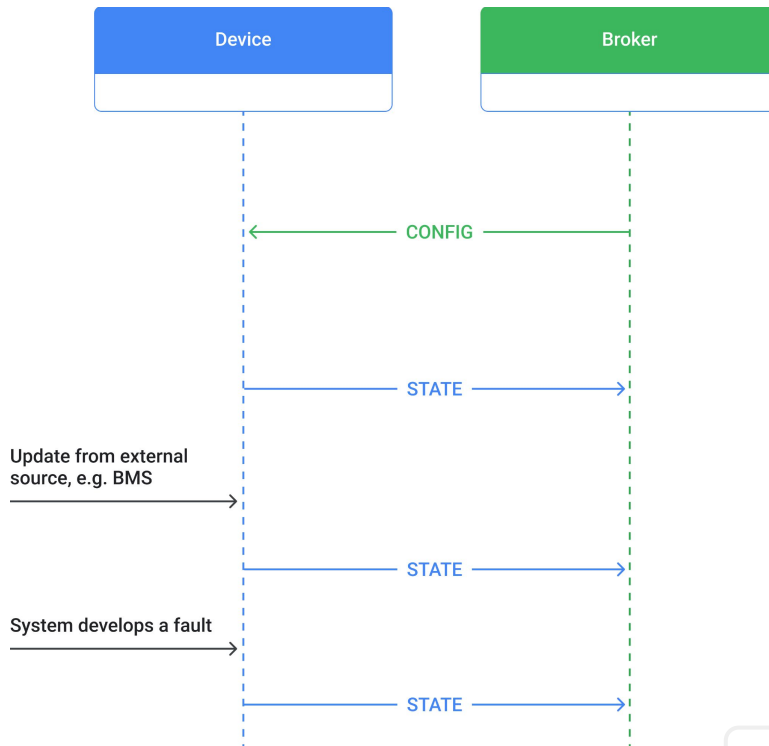 Device
Broker
CONFIG
STATE
Update from external
source, e.g. BMS
STATE
System develops a fault
STATE